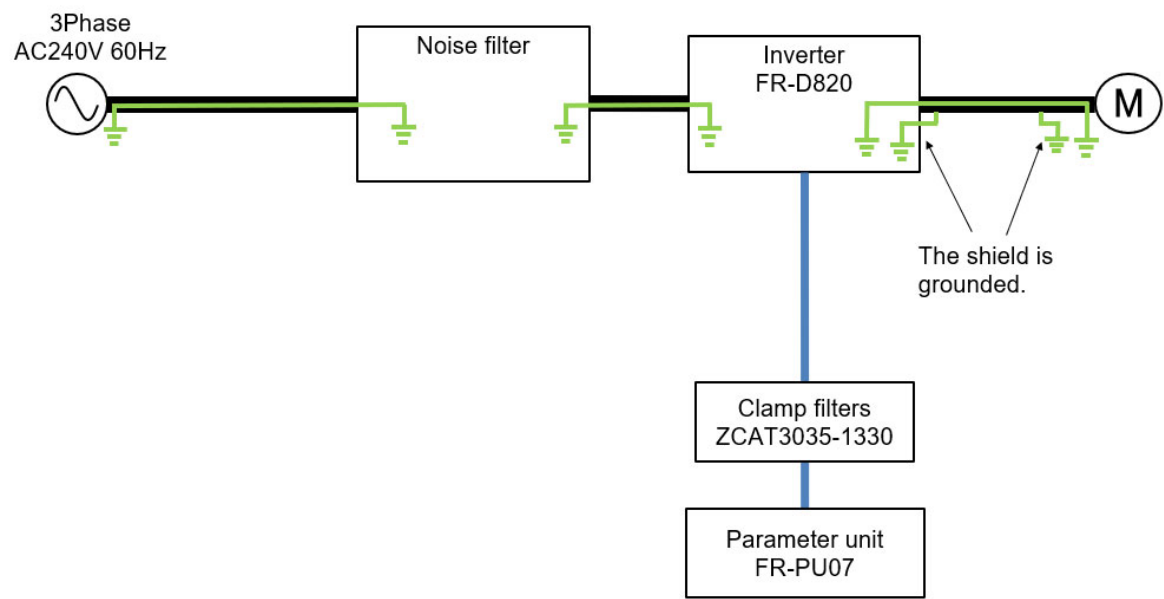 3Phase
AC240V 60Hz
Noise filter
Inverter
FR-D820
M
The shield is
grounded.
Clamp filters
ZCAT3035-1330
Parameter unit
FR-PU07